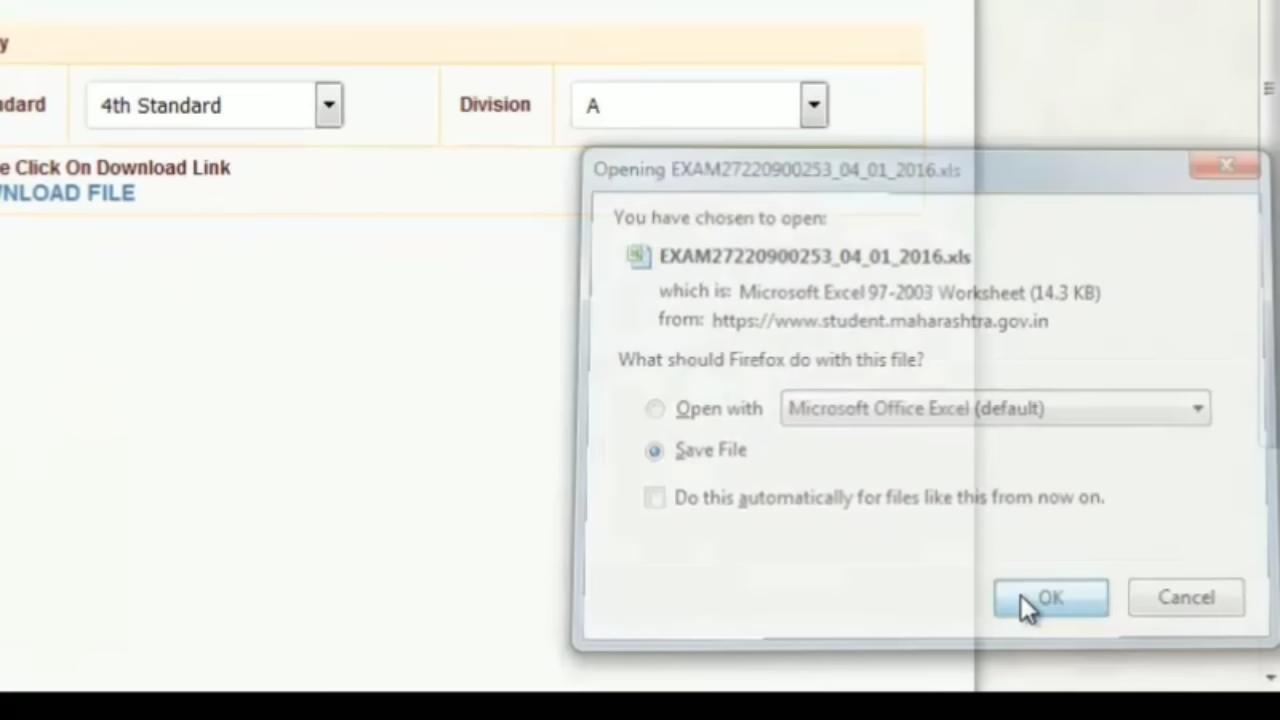 y
dard
4th Standard
Division
A
e Click On Download Link
NLOAD FILE
Opening EXAM27220900253_04_01_2016.xls
You have chosen to open:
EXAM27220900253_04_01_2016.xls
which is: Microsoft Excel 97-2003 Worksheet (14.3 KB)
from: https://www.student.maharashtra.gov.in
What should Firefox do with this file?
Open with
Microsoft Office Excel (default)
Save File
Do this automatically for files like this from now on.
OK
Cancel